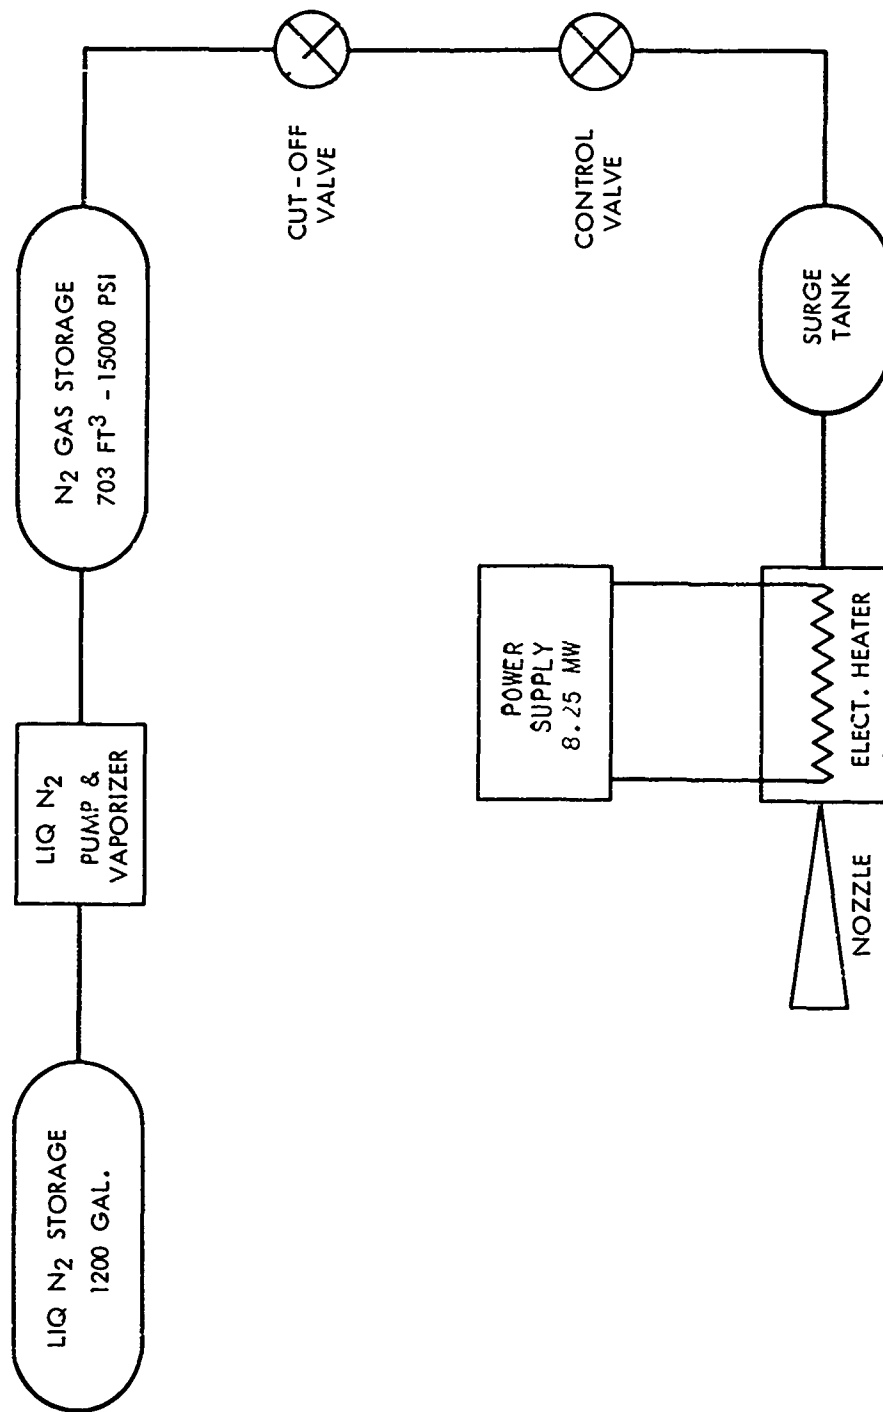 LIQ N2 STORAGE
1200 GAL.
LIQ N2
PUMP &
VAPORIZER
N2 GAS STORAGE
703 FT3 - 15000 PSI
CUT-OFF
VALVE
CONTROL
VALVE
SURGE
TANK
POWER
SUPPLY
8.25 MW
ELECT. HEATER
NOZZLE